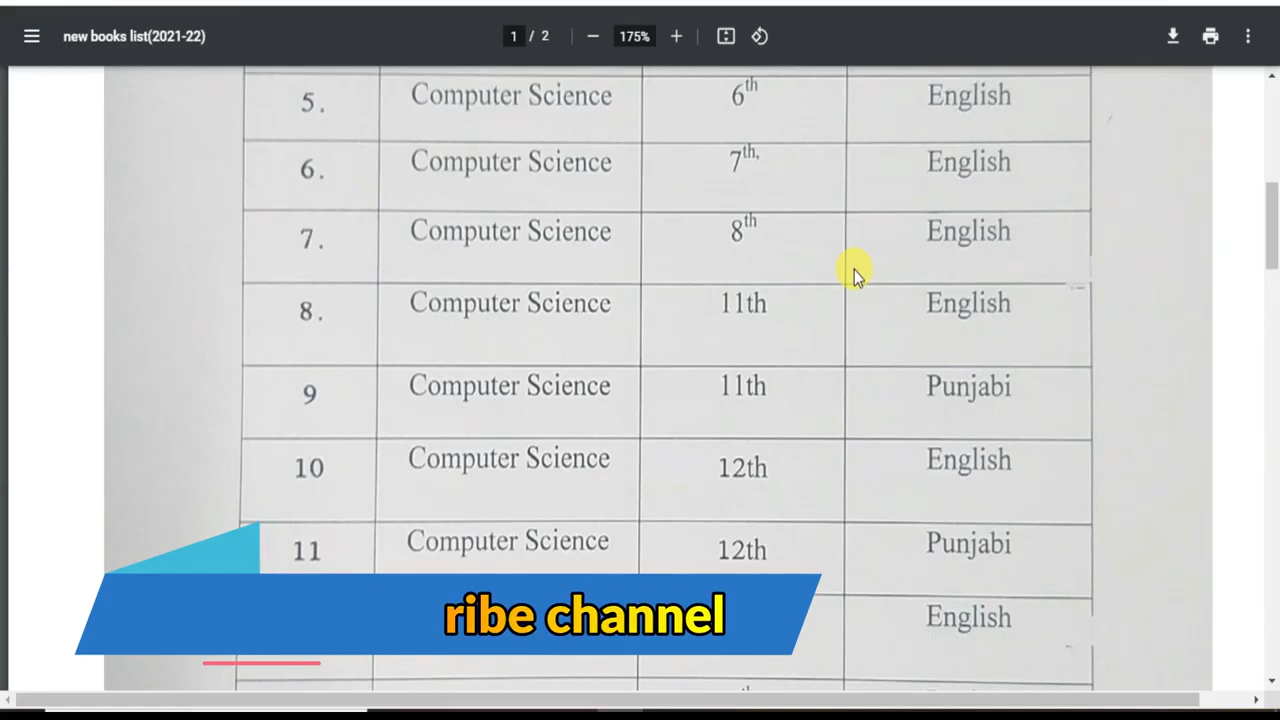 new books list(2021-22)
1 / 2
175%
5. Computer Science 6th English
6. Computer Science 7th, English
7. Computer Science 8th English
8. Computer Science 11th English
9 Computer Science 11th Punjabi
10 Computer Science 12th English
11 Computer Science 12th Punjabi
English
ribe channel